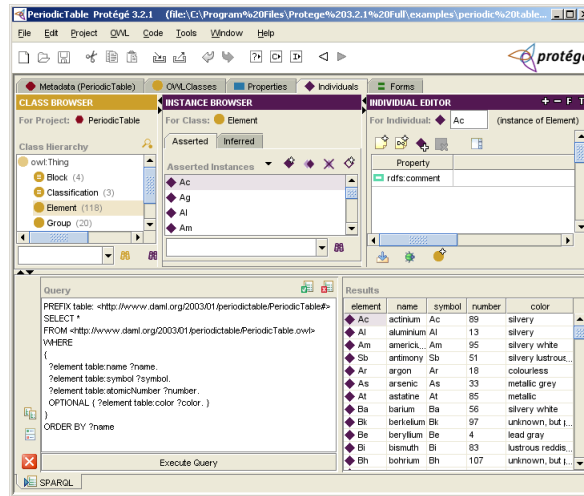 PeriodicTable Protégé 3.2.1 (file:\C:\Program%20Files\Protege%203.2.1%20Full\examples\periodic%20table...
File Edit Project OWL Code Tools Window Help
protégé
Metadata (PeriodicTable) OWLClasses Properties Individuals Forms
CLASS BROWSER
For Project: PeriodicTable
Class Hierarchy
owl:Thing
Block (4)
Classification (3)
Element (118)
Group (20)
INSTANCE BROWSER
For Class: Element
Asserted Inferred
Asserted Instances
Ac
Ag
Al
Am
INDIVIDUAL EDITOR + - F T
For Individual: Ac (instance of Element)
Property
rdfs:comment
Query
PREFIX table: <http://www.daml.org/2003/01/periodictable/PeriodicTable#>
SELECT *
FROM <http://www.daml.org/2003/01/periodictable/PeriodicTable.owl>
WHERE
{
?element table:name ?name.
?element table:symbol ?symbol.
?element table:atomicNumber ?number.
OPTIONAL { ?element table:color ?color. }
}
ORDER BY ?name
Execute Query
Results
element name symbol number color
Ac actinium Ac 89 silvery
Al aluminium Al 13 silvery
Am americiu... Am 95 silvery white
Sb antimony Sb 51 silvery lustrous...
Ar argon Ar 18 colourless
As arsenic As 33 metallic grey
At astatine At 85 metallic
Ba barium Ba 56 silvery white
Bk berkelium Bk 97 unknown, but p...
Be beryllium Be 4 lead gray
Bi bismuth Bi 83 lustrous reddis...
Bh bohrium Bh 107 unknown, but p...
SPARQL